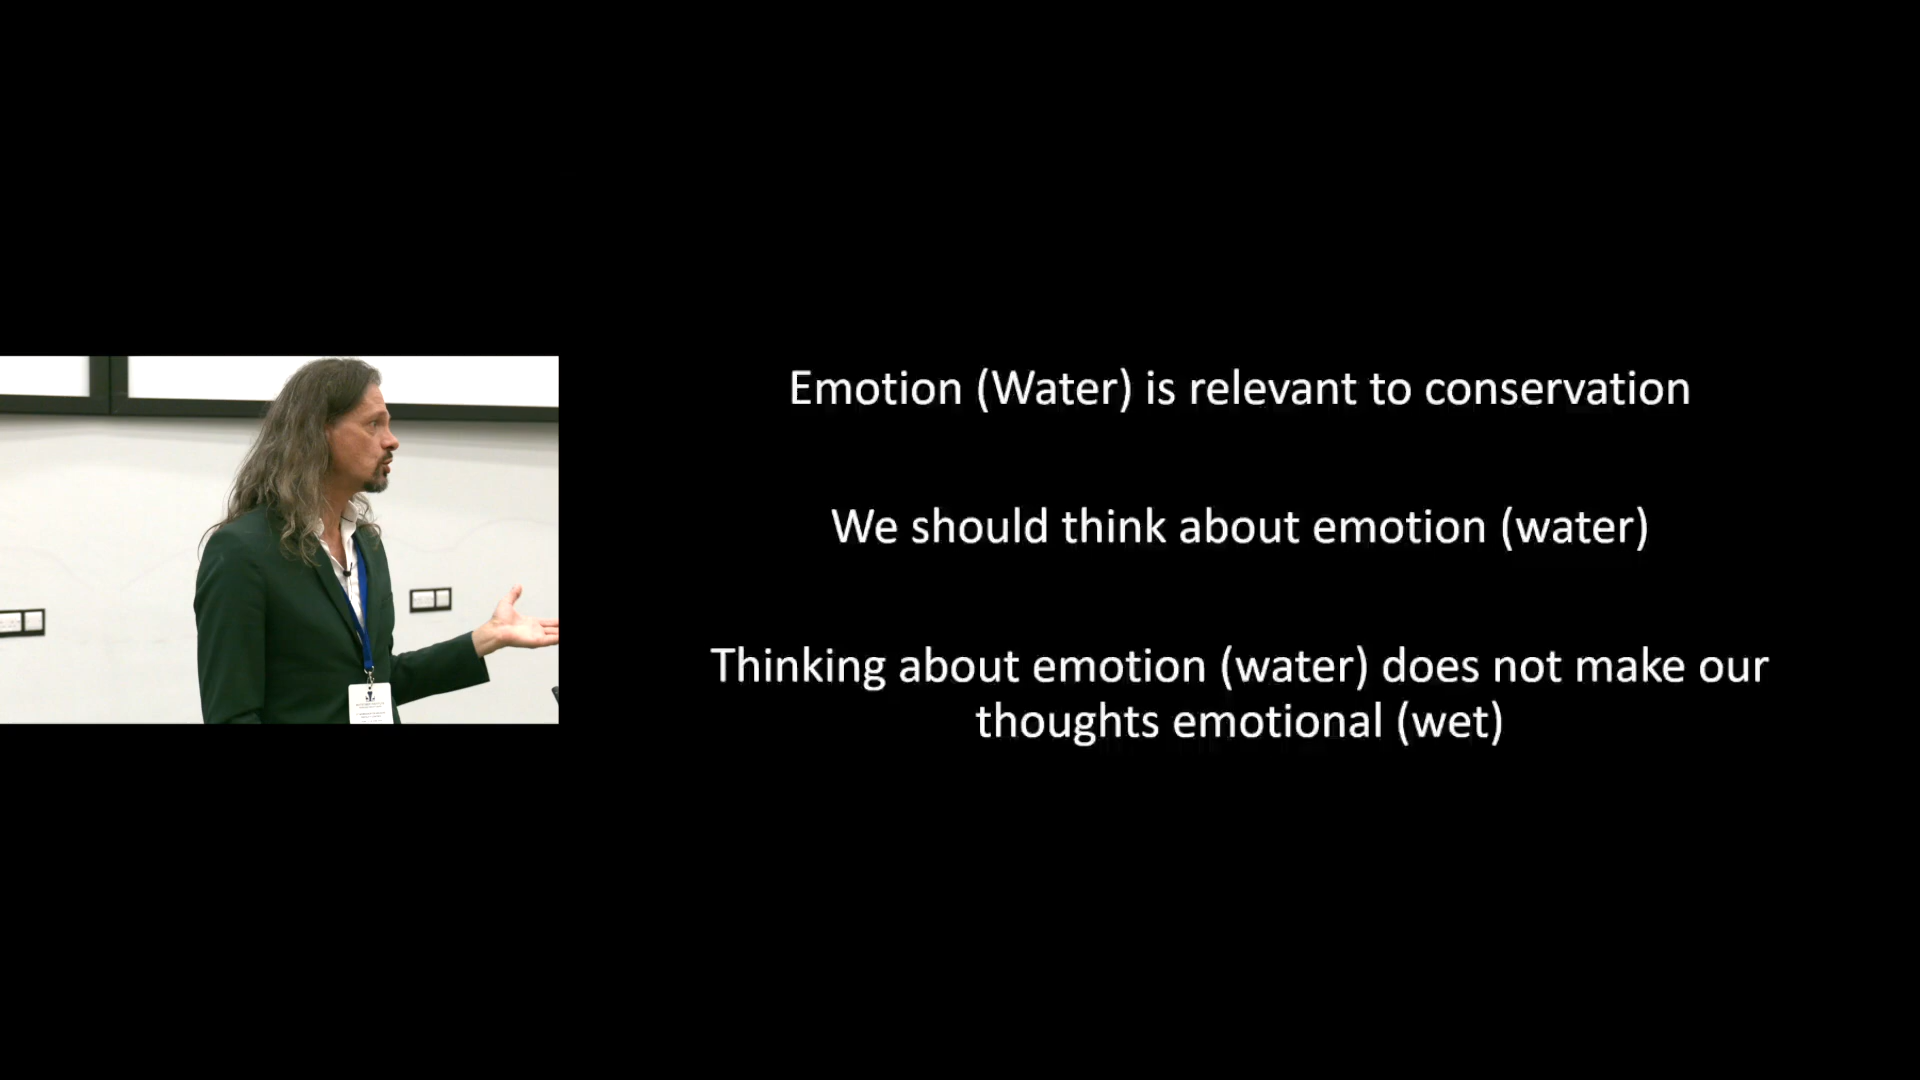 Emotion (Water) is relevant to conservation
We should think about emotion (water)
Thinking about emotion (water) does not make our
thoughts emotional (wet)